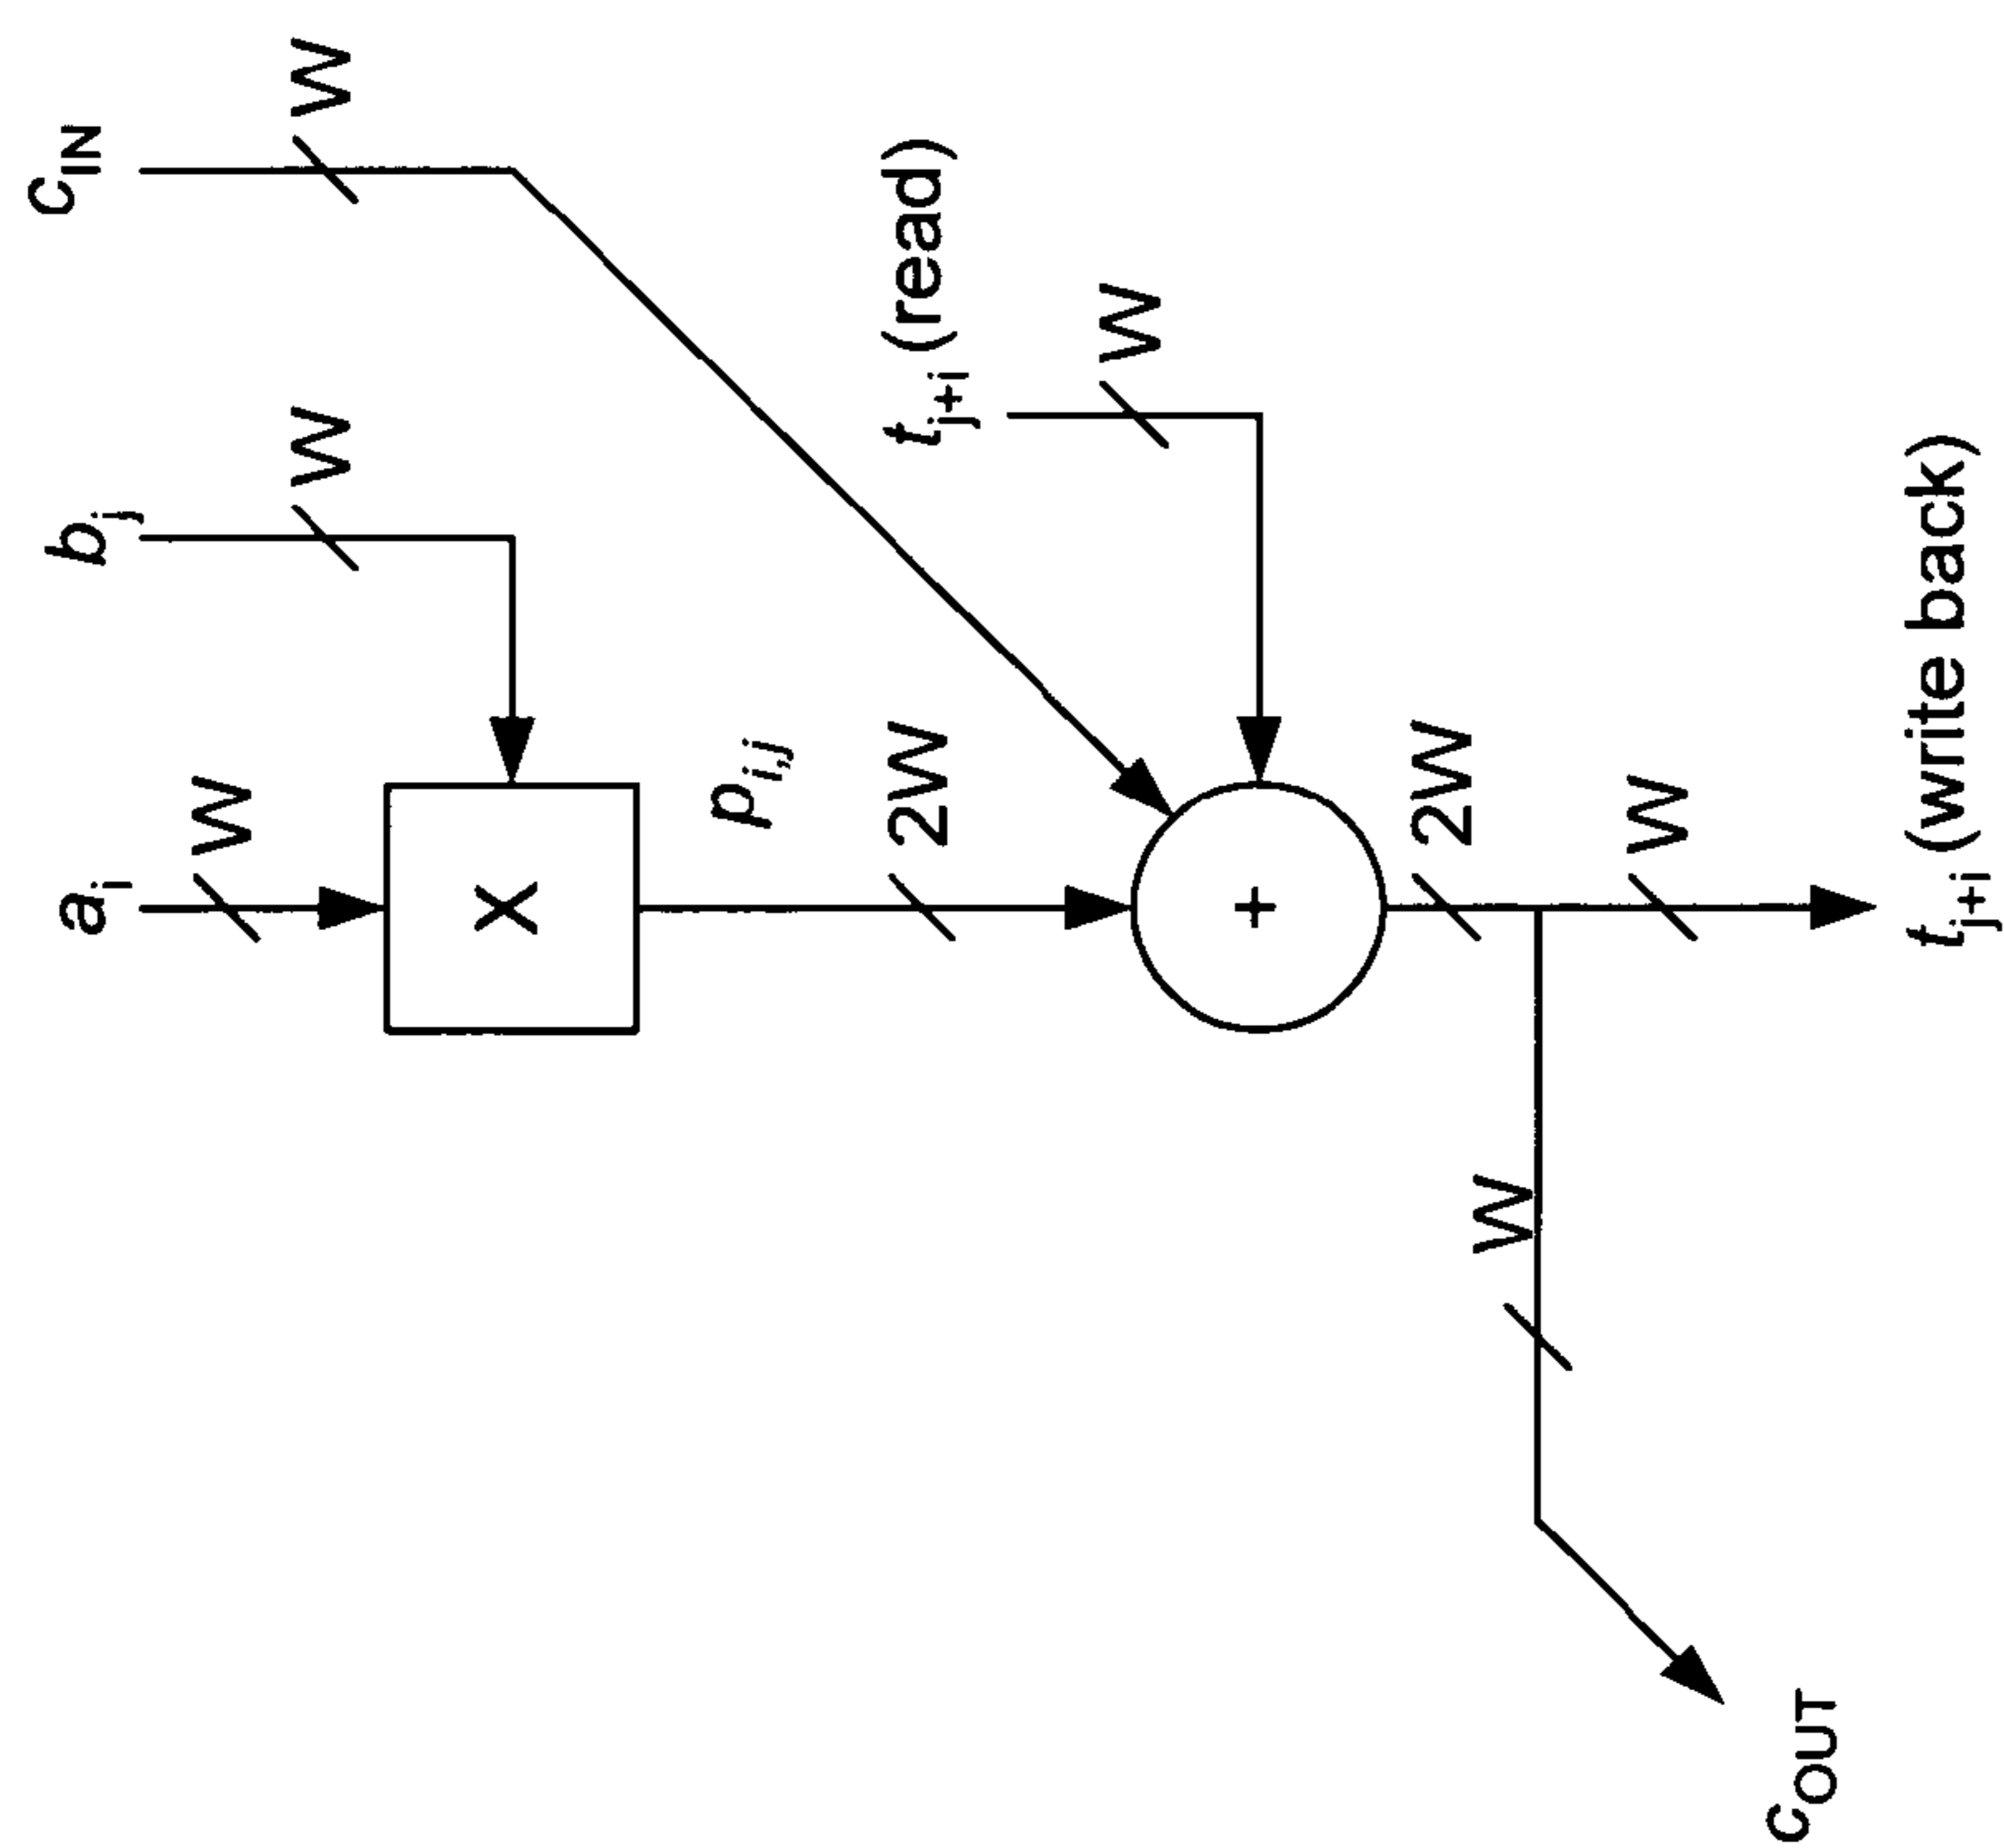 a_i
W
b_j
W
c_IN
W
X
p_i,j
2W
t_j+i (read)
W
+
2W
W
W
t_j+i (write back)
c_OUT